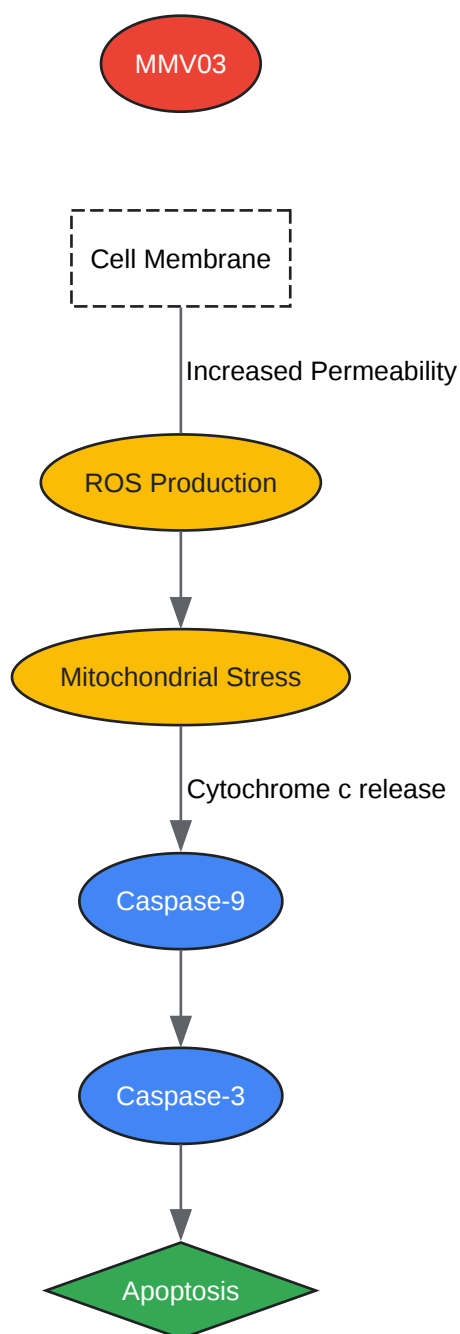 MMV03
Cell Membrane
Increased Permeability
ROS Production
Mitochondrial Stress
Cytochrome c release
Caspase-9
Caspase-3
Apoptosis